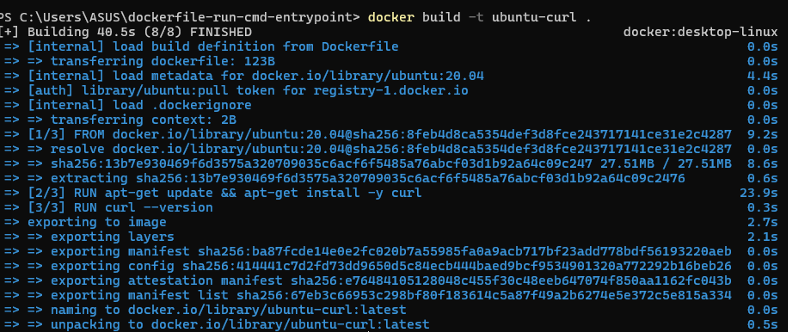 PS C:\Users\ASUS\dockerfile-run-cmd-entrypoint> docker build -t ubuntu-curl .
[+] Building 40.5s (8/8) FINISHED docker:desktop-linux
=> [internal] load build definition from Dockerfile 0.0s
=> => transferring dockerfile: 123B 0.0s
=> [internal] load metadata for docker.io/library/ubuntu:20.04 4.4s
=> [auth] library/ubuntu:pull token for registry-1.docker.io 0.0s
=> [internal] load .dockerignore 0.0s
=> => transferring context: 2B 0.0s
=> [1/3] FROM docker.io/library/ubuntu:20.04@sha256:8feb4d8ca5354def3d8fce243717141ce31e2c4287 9.2s
=> => resolve docker.io/library/ubuntu:20.04@sha256:8feb4d8ca5354def3d8fce243717141ce31e2c4287 0.0s
=> => sha256:13b7e930469f6d3575a320709035c6acf6f5485a76abcf03d1b92a64c09c247 27.51MB / 27.51MB 8.6s
=> => extracting sha256:13b7e930469f6d3575a320709035c6acf6f5485a76abcf03d1b92a64c09c2476 0.6s
=> [2/3] RUN apt-get update && apt-get install -y curl 23.9s
=> [3/3] RUN curl --version 0.3s
=> exporting to image 2.7s
=> => exporting layers 2.1s
=> => exporting manifest sha256:ba87fcde14e0e2fc020b7a55985fa0a9acb717bf23add778bdf56193220aeb 0.0s
=> => exporting config sha256:414441c7d2fd73dd9650d5c84ecb444baed9bcf9534901320a772292b16beb26 0.0s
=> => exporting attestation manifest sha256:e76484105128048c455f30c48eeb647074f850aa1162fc043b 0.0s
=> => exporting manifest list sha256:67eb3c66953c298bf80f183614c5a87f49a2b6274e5e372c5e815a334 0.0s
=> => naming to docker.io/library/ubuntu-curl:latest 0.0s
=> => unpacking to docker.io/library/ubuntu-curl:latest 0.5s